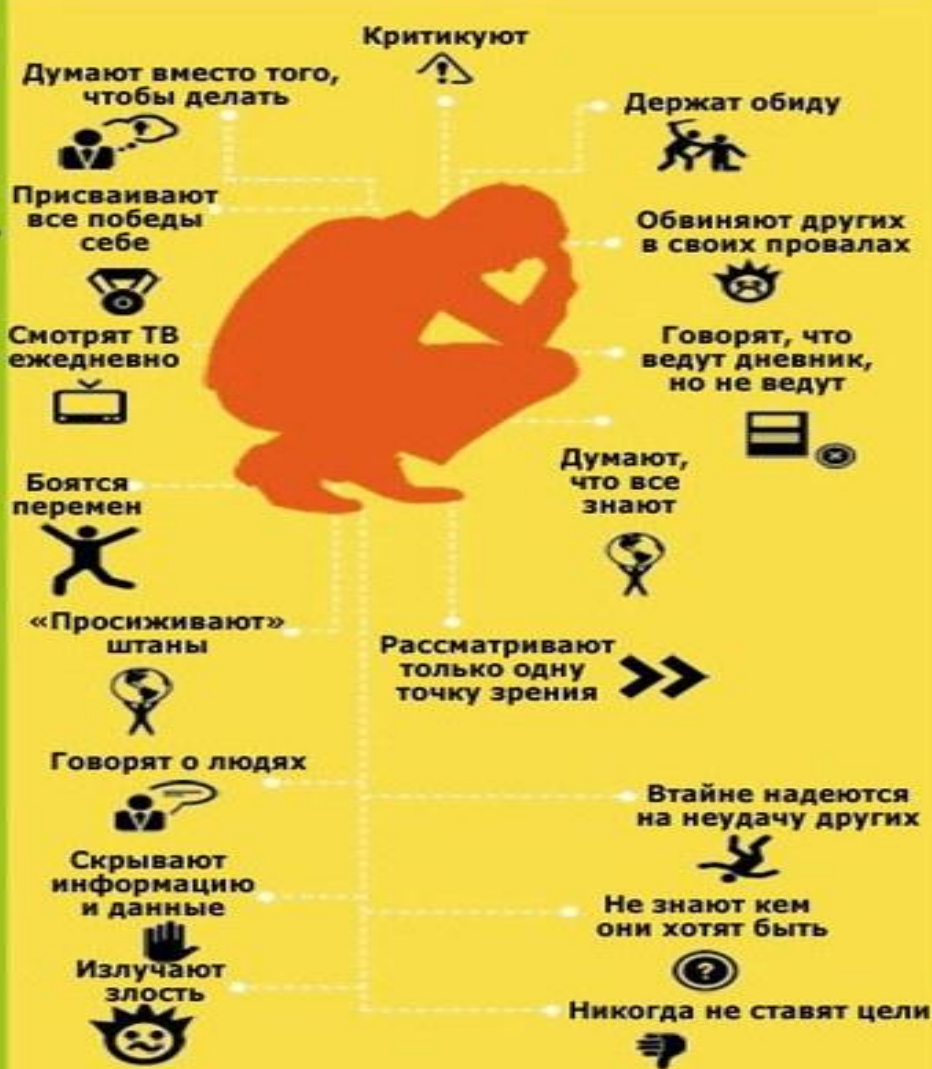 Критикуют
Думают вместо того,
чтобы делать
Держат обиду
Присваивают
все победы
себе
Обвиняют других
в своих провалах
Смотрят ТВ
ежедневно
Говорят, что
ведут дневник,
но не ведут
Думают,
что все
знают
Боятся
перемен
«Просиживают»
штаны
Рассматривают
только одну
точку зрения
Говорят о людях
Втайне надеются
на неудачу других
Скрывают
информацию
и данные
Не знают кем
они хотят быть
Излучают
злость
Никогда не ставят цели